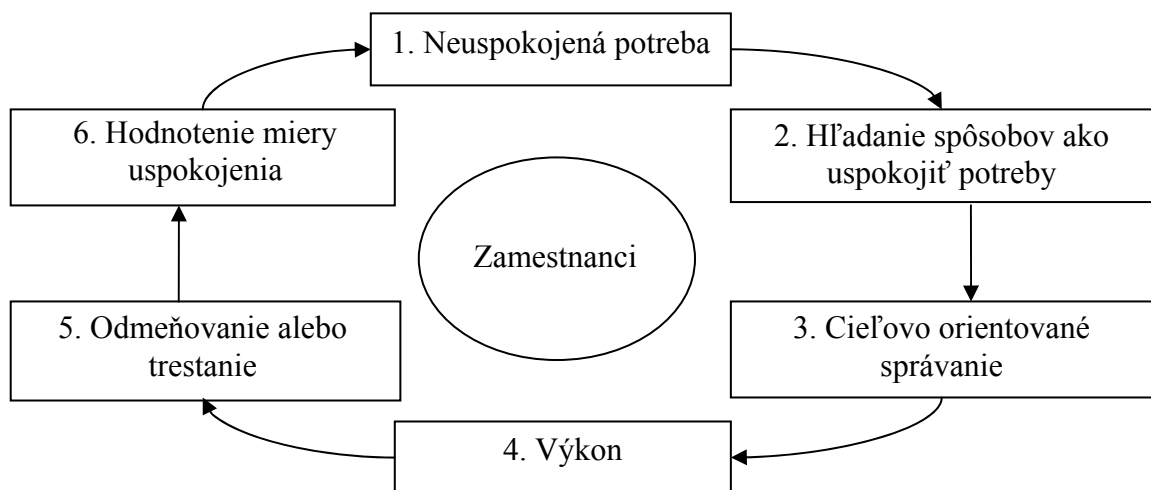 1. Neuspokojená potreba
2. Hľadanie spôsobov ako
uspokojiť potreby
3. Cieľovo orientované
správanie
4. Výkon
5. Odmeňovanie alebo
trestanie
6. Hodnotenie miery
uspokojenia
Zamestnanci